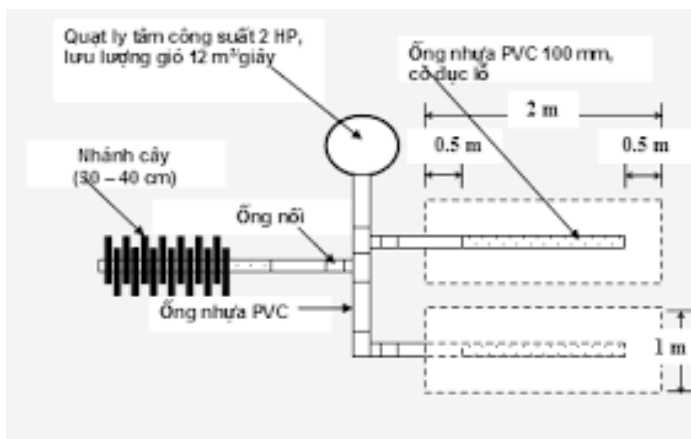 Quạt ly tâm công suất 2 HP,
lưu lượng gió 12 m³/giây
Ống nhựa PVC 100 mm,
có đục lỗ
2 m
0.5 m
0.5 m
Nhánh cây
(30 – 40 cm)
Ống nối
Ống nhựa PVC
1 m